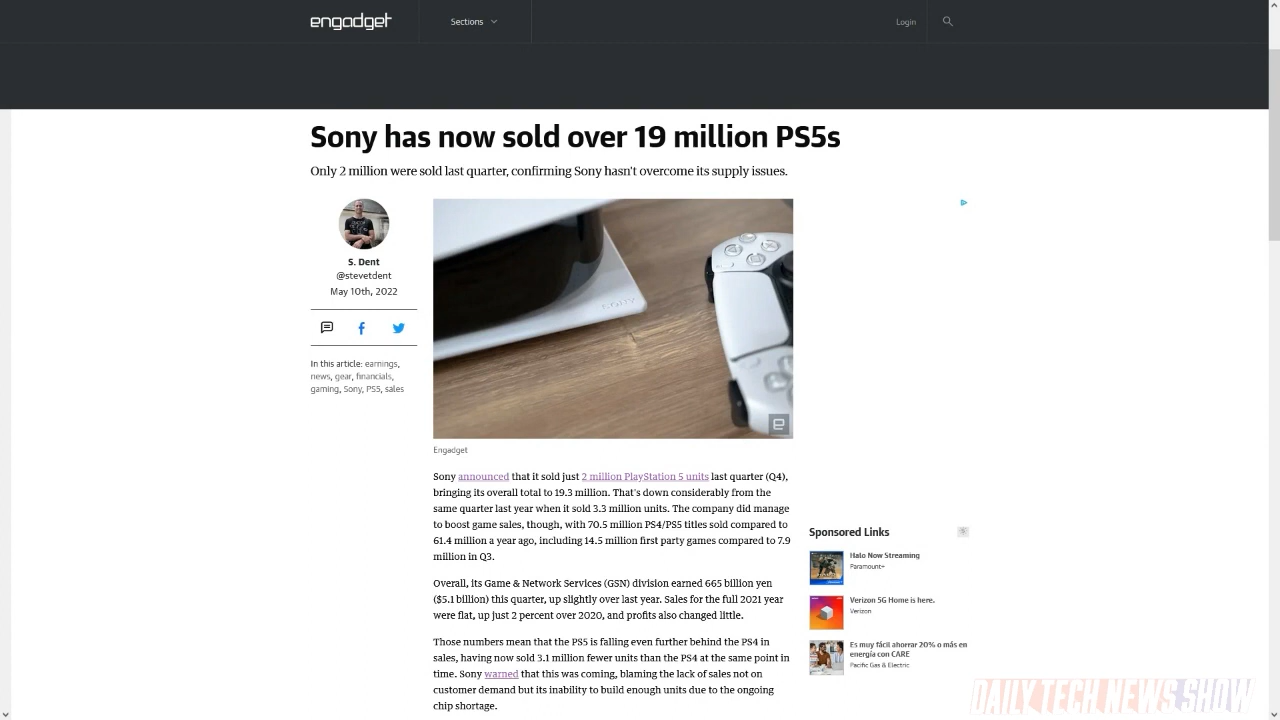 engadget
Sections
Login
Sony has now sold over 19 million PS5s
Only 2 million were sold last quarter, confirming Sony hasn't overcome its supply issues.
S. Dent
@stevetdent
May 10th, 2022
In this article: earnings,
news, gear, financials,
gaming, Sony, PS5, sales
SONY
Engadget
Sony announced that it sold just 2 million PlayStation 5 units last quarter (Q4),
bringing its overall total to 19.3 million. That's down considerably from the
same quarter last year when it sold 3.3 million units. The company did manage
to boost game sales, though, with 70.5 million PS4/PS5 titles sold compared to
61.4 million a year ago, including 14.5 million first party games compared to 7.9
million in Q3.
Overall, its Game & Network Services (GSN) division earned 665 billion yen
($5.1 billion) this quarter, up slightly over last year. Sales for the full 2021 year
were flat, up just 2 percent over 2020, and profits also changed little.
Those numbers mean that the PS5 is falling even further behind the PS4 in
sales, having now sold 3.1 million fewer units than the PS4 at the same point in
time. Sony warned that this was coming, blaming the lack of sales not on
customer demand but its inability to build enough units due to the ongoing
chip shortage.
Sponsored Links
Halo Now Streaming
Paramount+
Verizon 5G Home is here.
Verizon
Es muy fácil ahorrar 20% o más en
energía con CARE
Pacific Gas & Electric
DAILY TECH NEWS SHOW